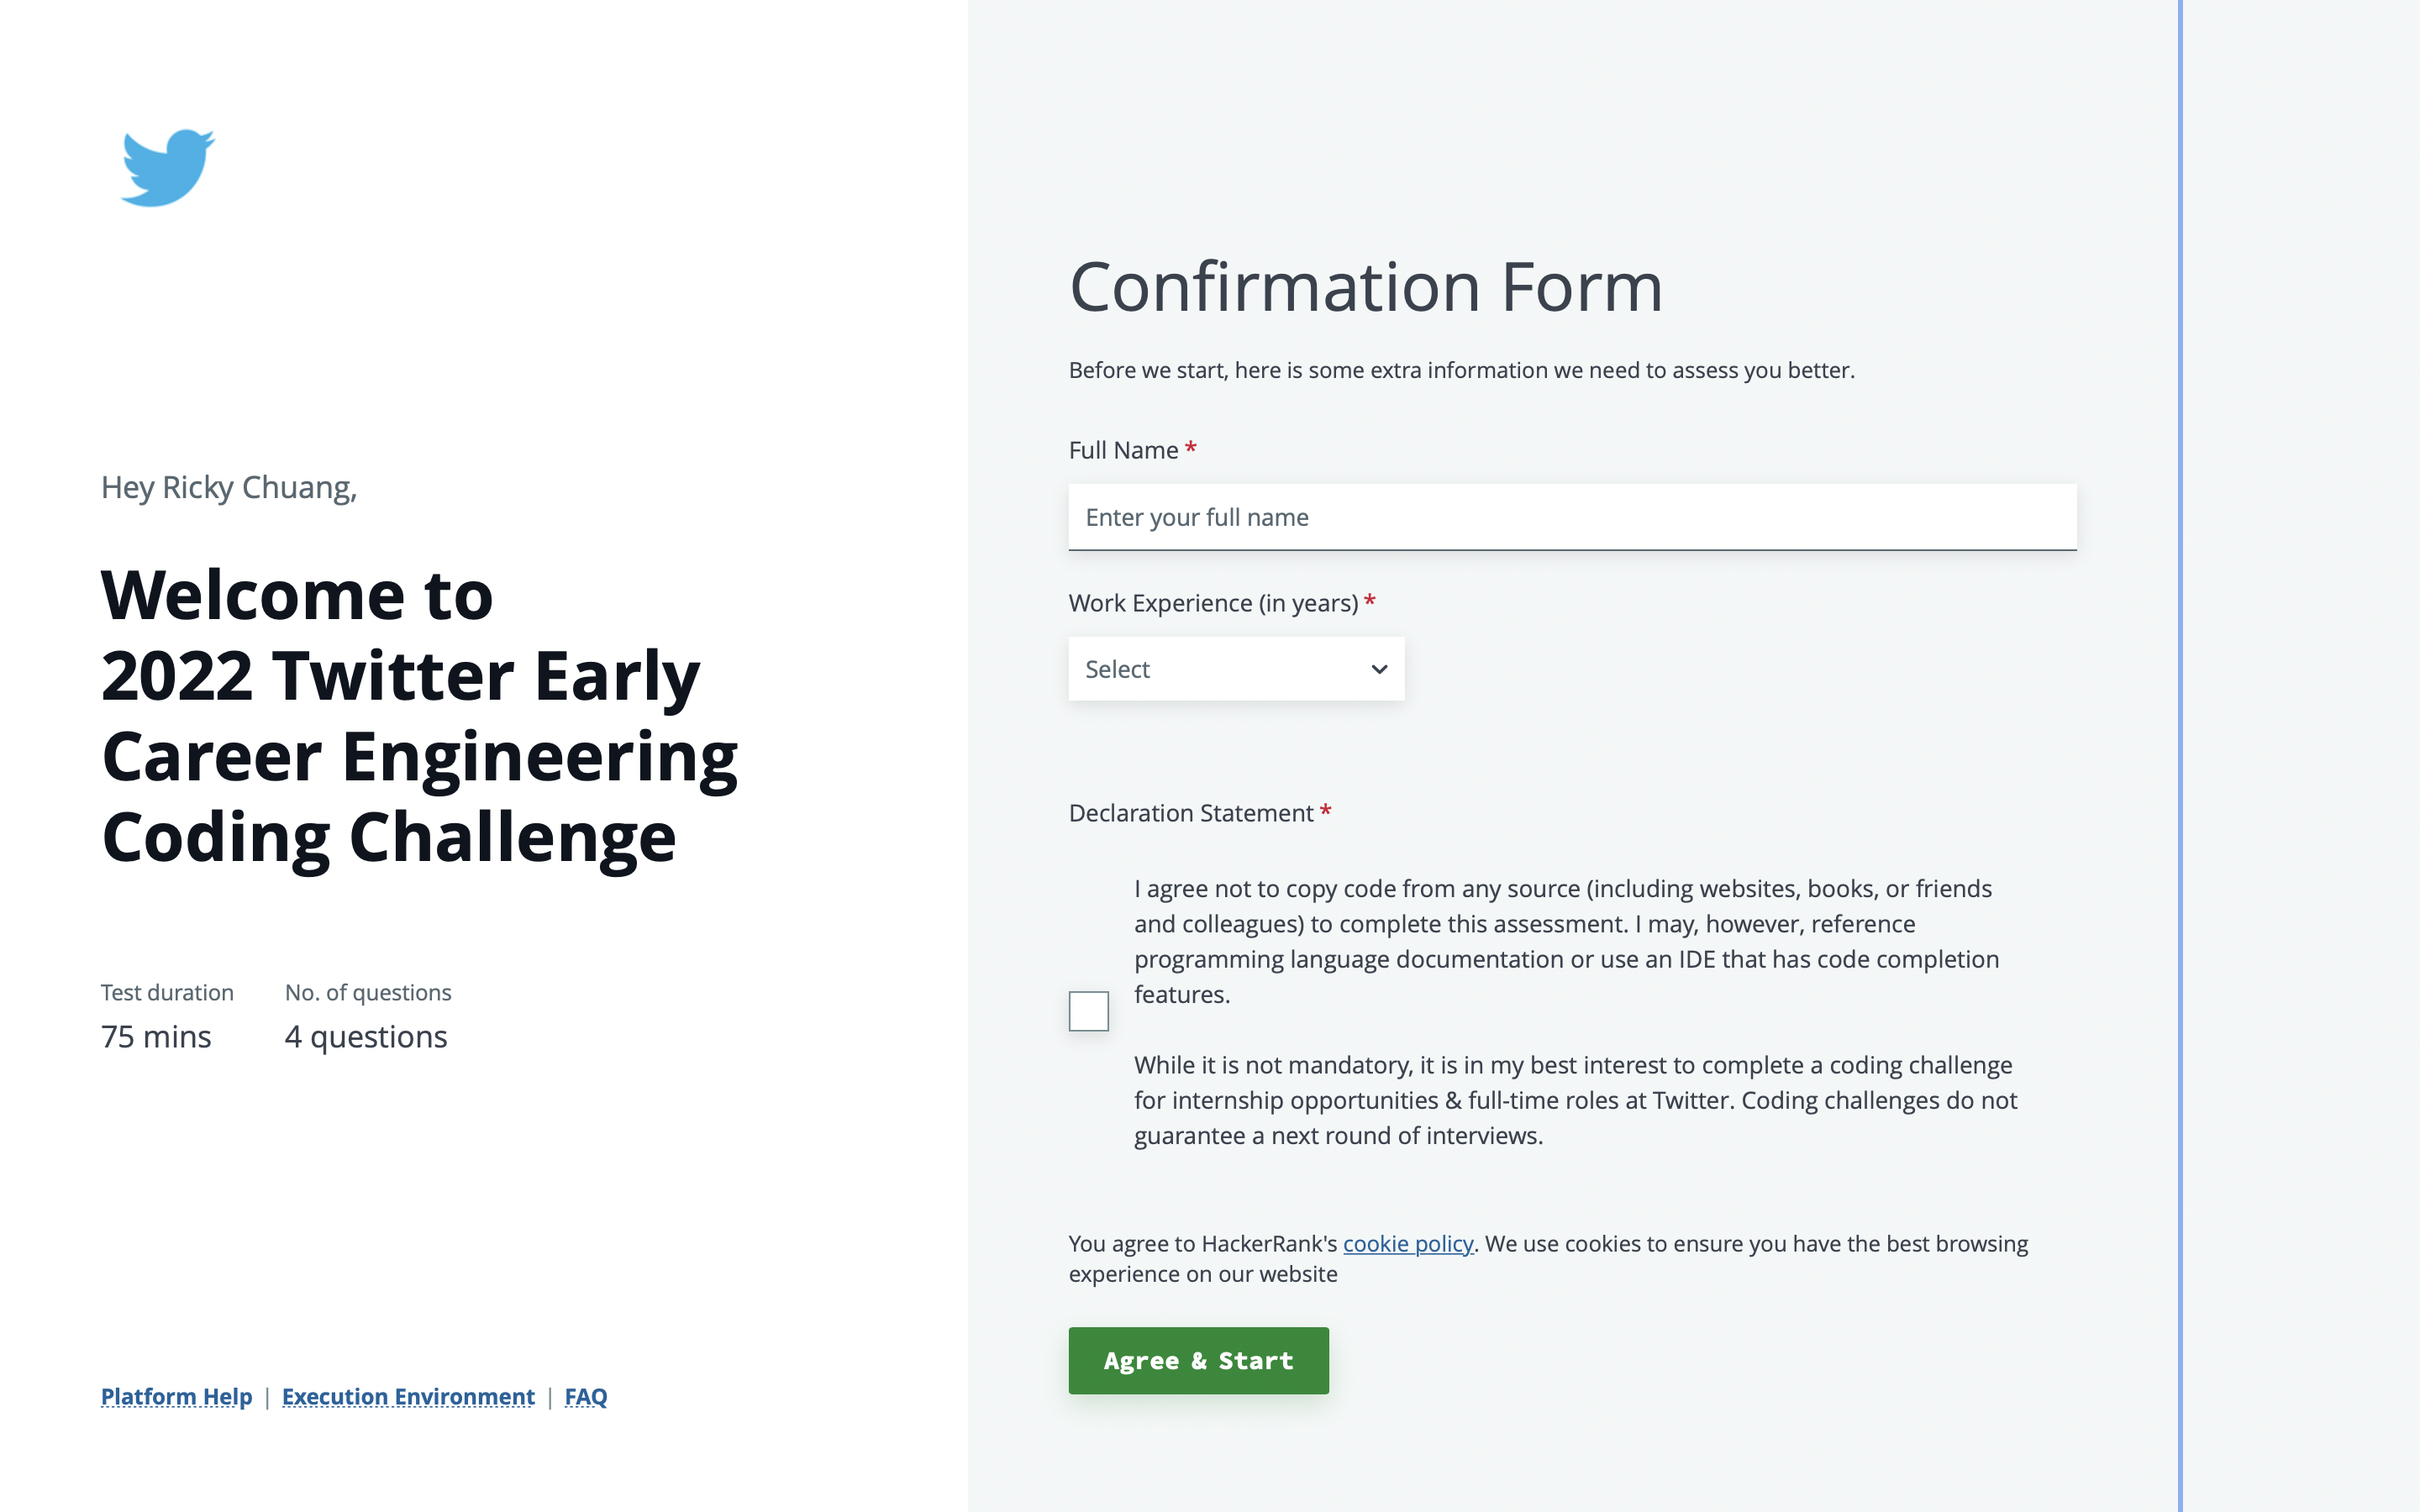 Hey Ricky Chuang,
Welcome to
2022 Twitter Early
Career Engineering
Coding Challenge
Test duration
75 mins
No. of questions
4 questions
Platform Help | Execution Environment | FAQ
Confirmation Form
Before we start, here is some extra information we need to assess you better.
Full Name *
Enter your full name
Work Experience (in years) *
Select
Declaration Statement *
I agree not to copy code from any source (including websites, books, or friends
and colleagues) to complete this assessment. I may, however, reference
programming language documentation or use an IDE that has code completion
features.
While it is not mandatory, it is in my best interest to complete a coding challenge
for internship opportunities & full-time roles at Twitter. Coding challenges do not
guarantee a next round of interviews.
You agree to HackerRank's cookie policy. We use cookies to ensure you have the best browsing
experience on our website
Agree & Start